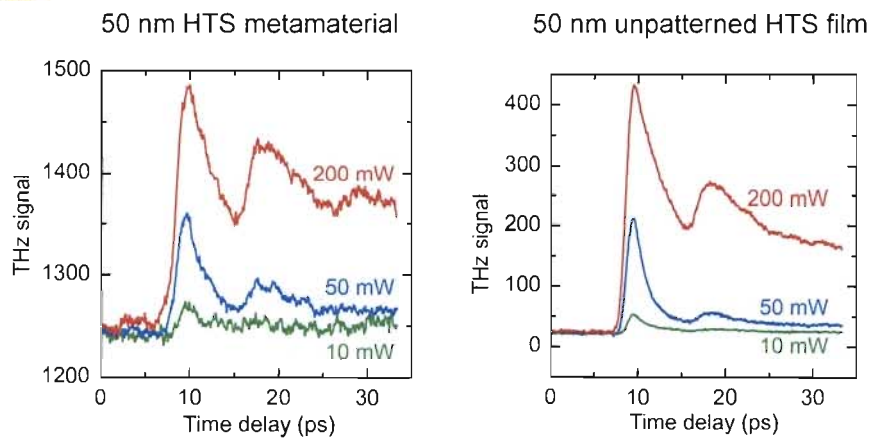 50 nm HTS metamaterial
1500
1400
1300
1200
THz signal
200 mW
50 mW
10 mW
0
10
20
30
Time delay (ps)
50 nm unpatterned HTS film
400
300
200
100
0
THz signal
200 mW
50 mW
10 mW
0
10
20
30
Time delay (ps)